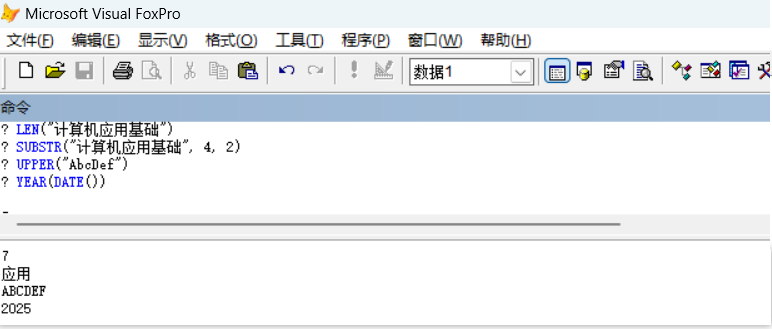 Microsoft Visual FoxPro
文件(F) 编辑(E) 显示(V) 格式(O) 工具(T) 程序(P) 窗口(W) 帮助(H)
数据1
命令
? LEN("计算机应用基础")
? SUBSTR("计算机应用基础", 4, 2)
? UPPER("AbcDef")
? YEAR(DATE())
7
应用
ABCDEF
2025